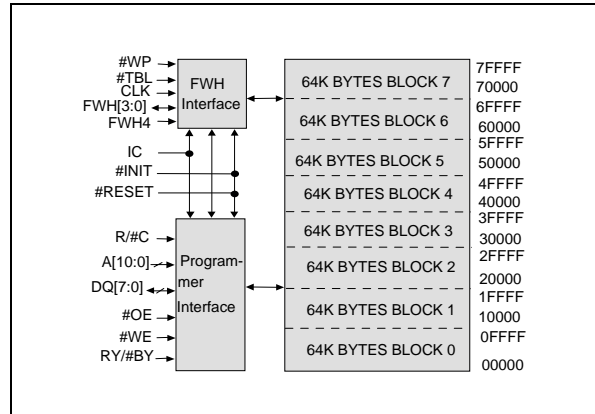 #WP
#TBL
CLK
FWH[3:0]
FWH4
FWH
Interface
IC
#INIT
#RESET
R/#C
A[10:0]
DQ[7:0]
#OE
#WE
RY/#BY
Program-
mer
Interface
64K BYTES BLOCK 7
64K BYTES BLOCK 6
64K BYTES BLOCK 5
64K BYTES BLOCK 4
64K BYTES BLOCK 3
64K BYTES BLOCK 2
64K BYTES BLOCK 1
64K BYTES BLOCK 0
7FFFF
70000
6FFFF
60000
5FFFF
50000
4FFFF
40000
3FFFF
30000
2FFFF
20000
1FFFF
10000
0FFFF
00000